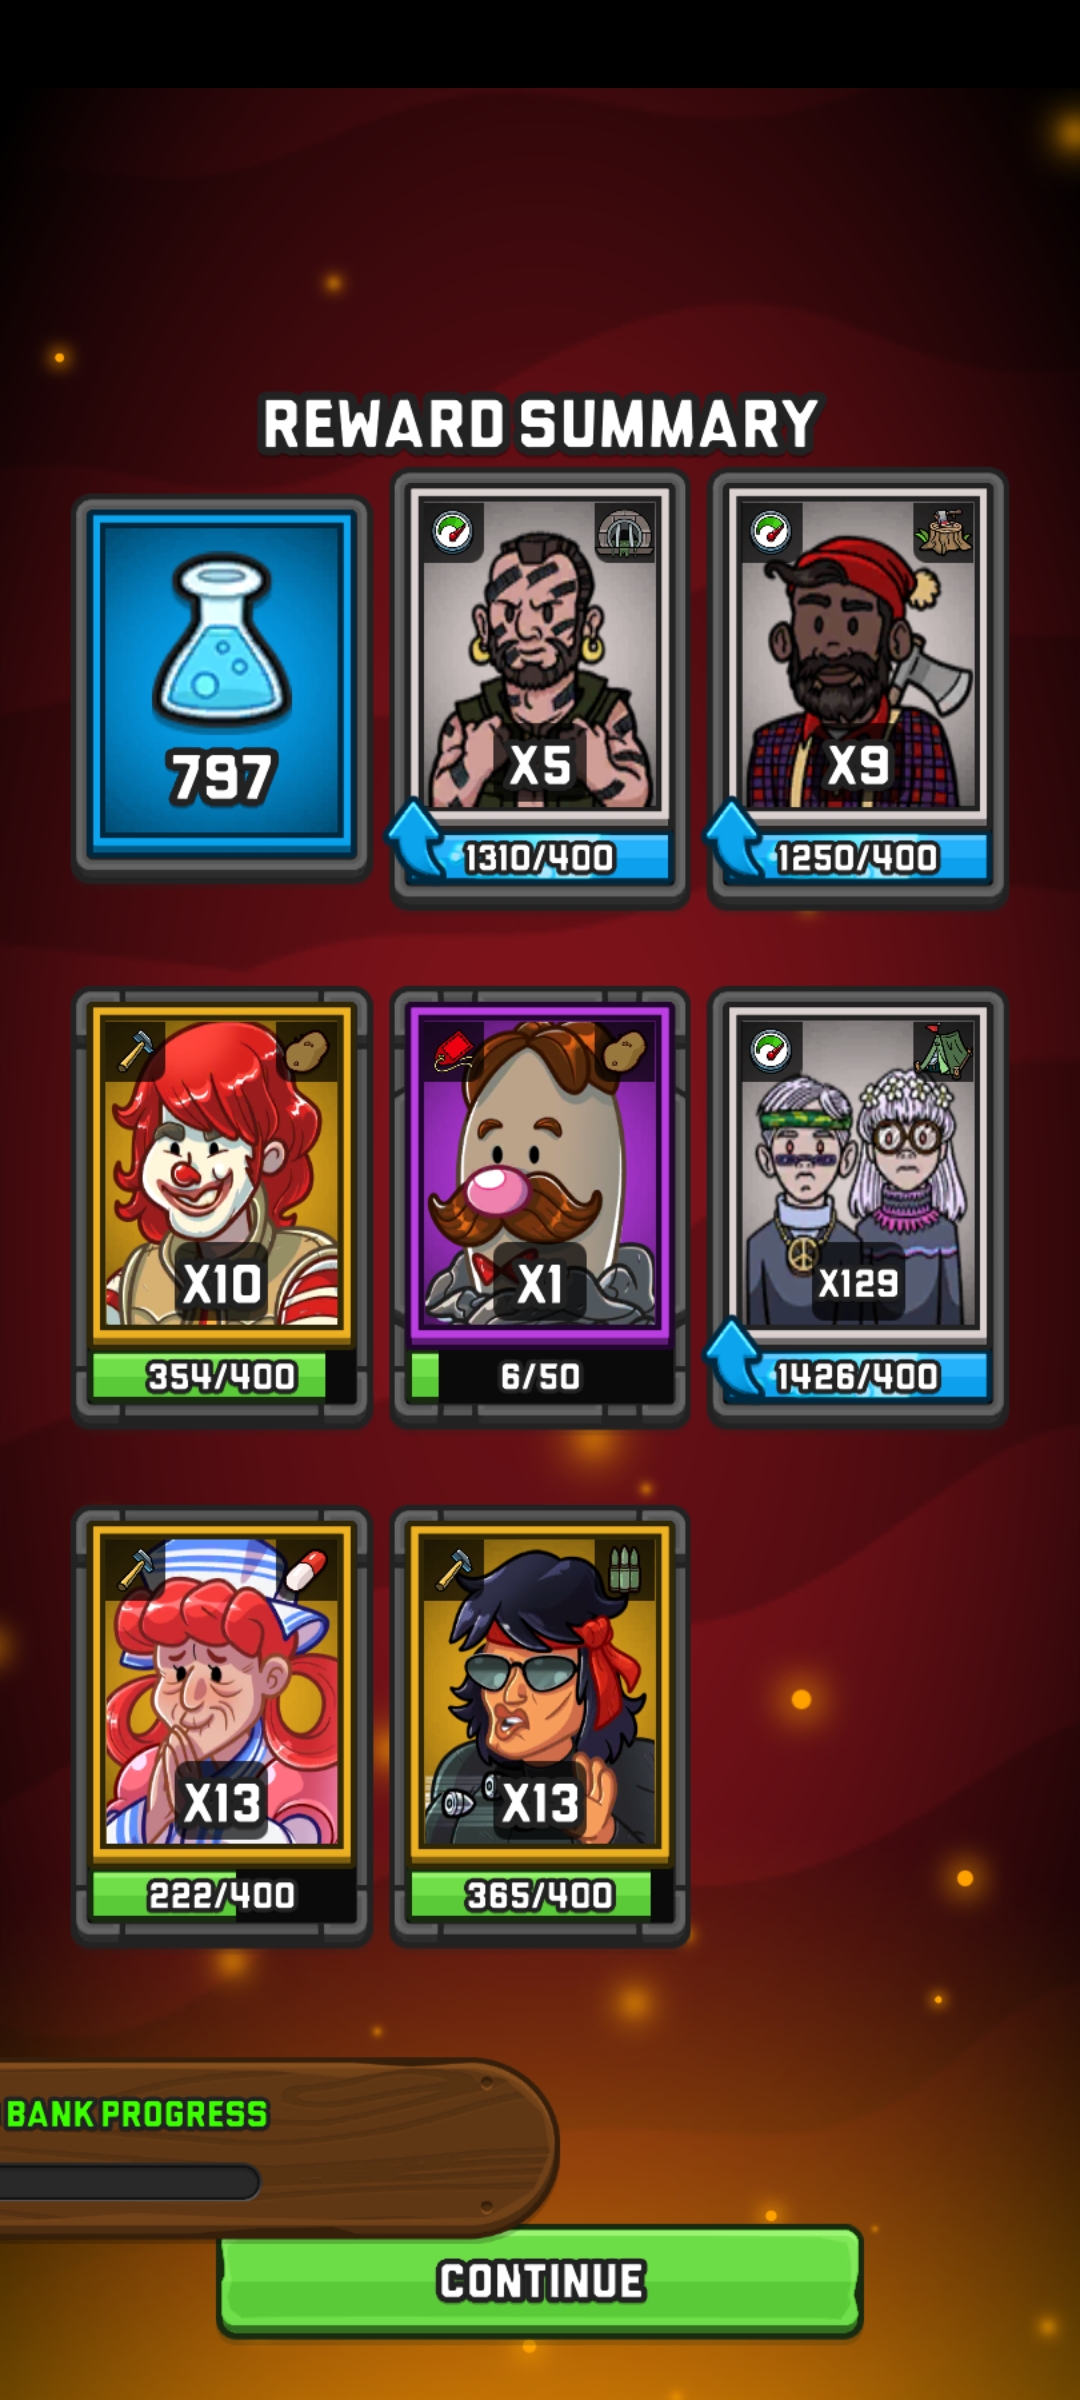 REWARD SUMMARY
797
X5
1310/400
X9
1250/400
X10
354/400
X1
6/50
X129
1426/400
X13
222/400
X13
365/400
BANK PROGRESS
CONTINUE